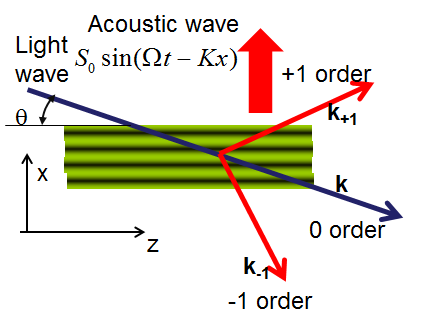 Acoustic wave
Light
wave
S₀ sin(Ωt − Kx)
+1 order
θ
k₊₁
x
k
0 order
z
k₋₁
-1 order